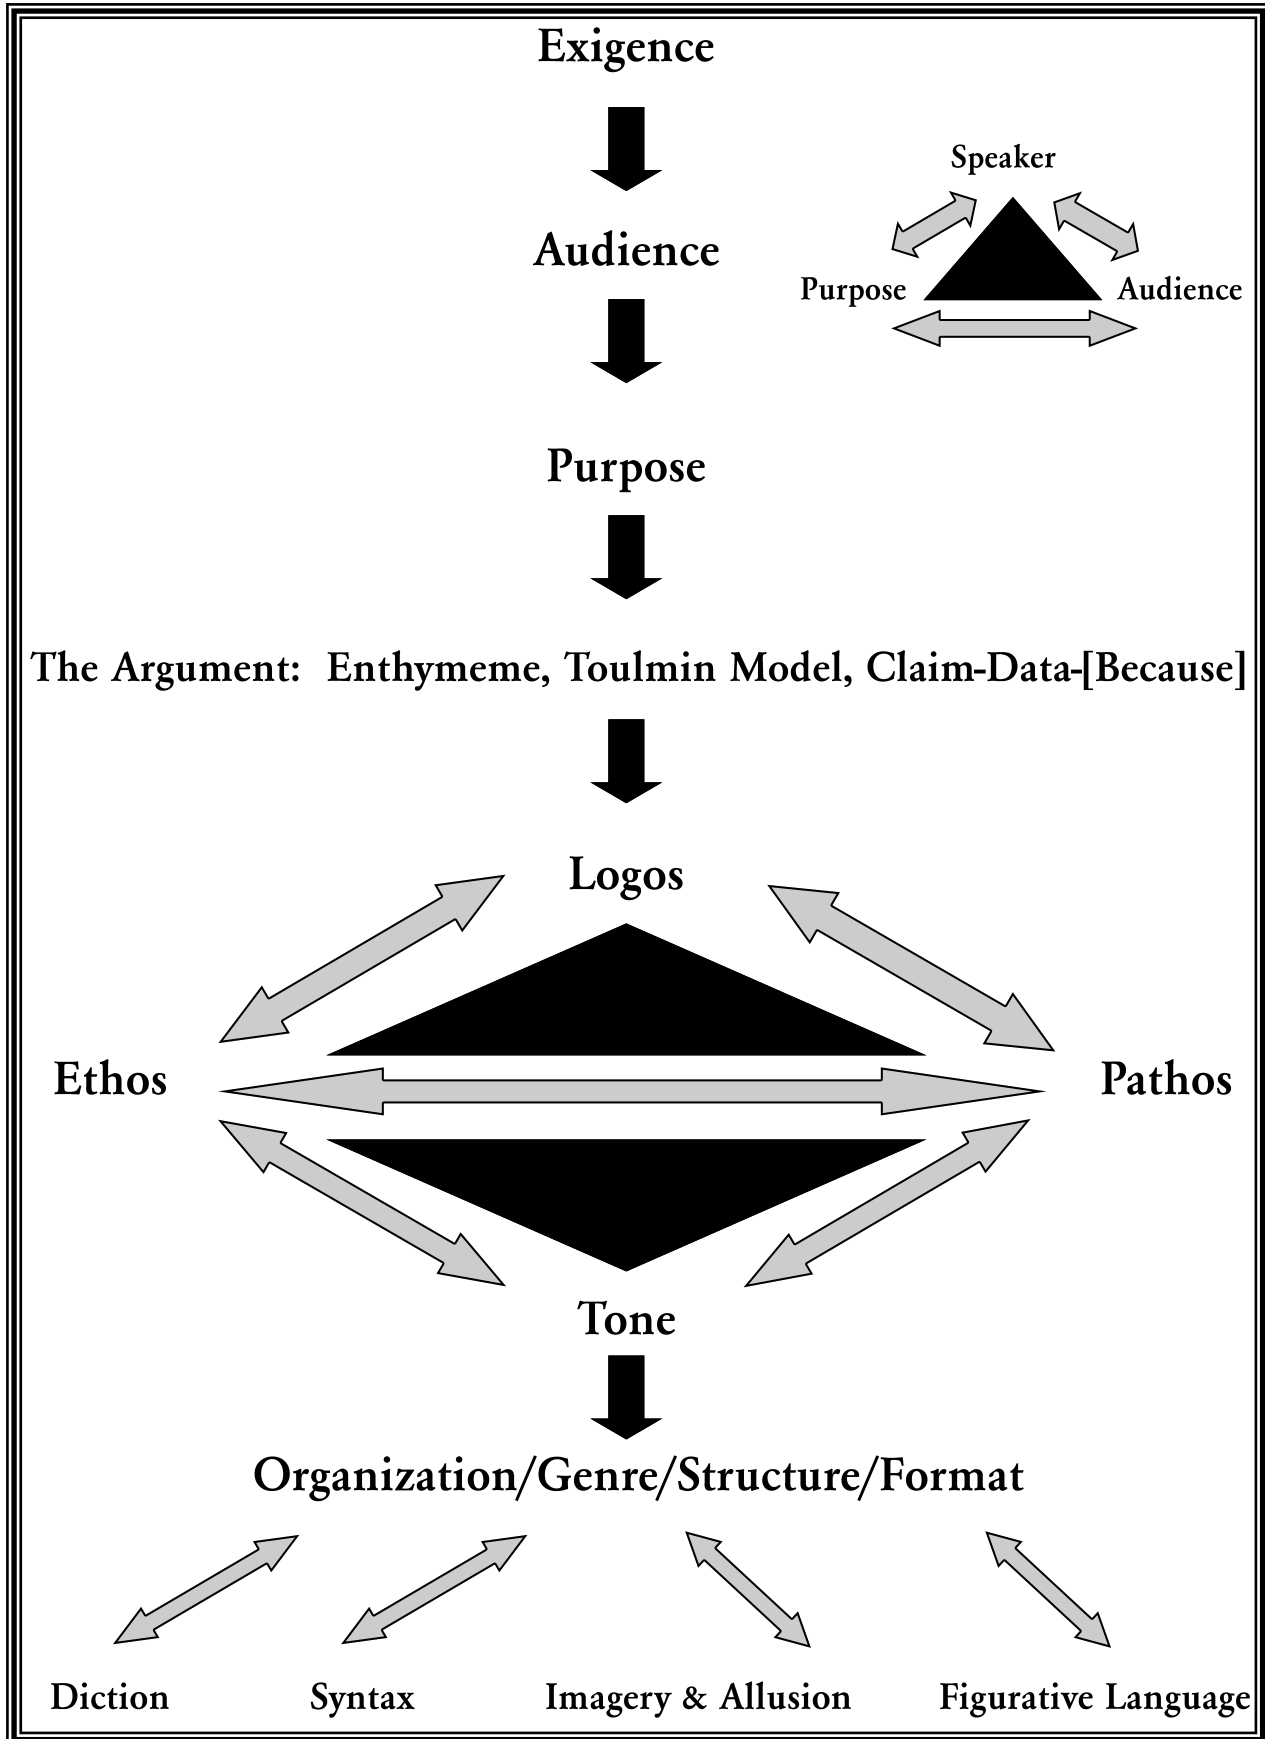 Exigence
Speaker
Audience
Purpose
Audience
Purpose
The Argument: Enthymeme, Toulmin Model, Claim-Data-[Because]
Logos
Ethos
Pathos
Tone
Organization/Genre/Structure/Format
Diction
Syntax
Imagery & Allusion
Figurative Language